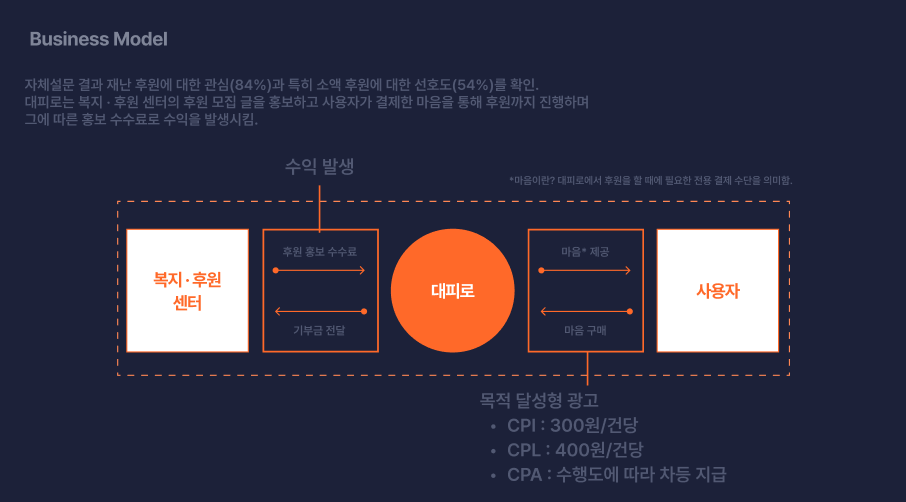 Business Model
자체설문 결과 재난 후원에 대한 관심(84%)과 특히 소액 후원에 대한 선호도(54%)를 확인.
대피로는 복지 · 후원 센터의 후원 모집 글을 홍보하고 사용자가 결제한 마음을 통해 후원까지 진행하며
그에 따른 홍보 수수료로 수익을 발생시킴.
수익 발생
*마음이란? 대피로에서 후원을 할 때에 필요한 전용 결제 수단을 의미함.
복지 · 후원
센터
후원 홍보 수수료
기부금 전달
대피로
마음* 제공
마음 구매
사용자
목적 달성형 광고
• CPI : 300원/건당
• CPL : 400원/건당
• CPA : 수행도에 따라 차등 지급